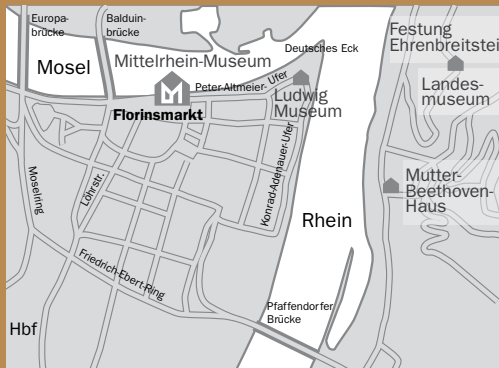 Europa-
brücke
Balduin-
brücke
Festung
Ehrenbreitstein
Deutsches Eck
Mosel
Mittelrhein-Museum
Peter-Altmeier-Ufer
Landes-
museum
Ludwig
Museum
Florinsmarkt
Konrad-Adenauer-Ufer
Moselring
Löhrstr.
Mutter-
Beethoven-
Haus
Rhein
Friedrich-Ebert-Ring
Pfaffendorfer
Brücke
Hbf